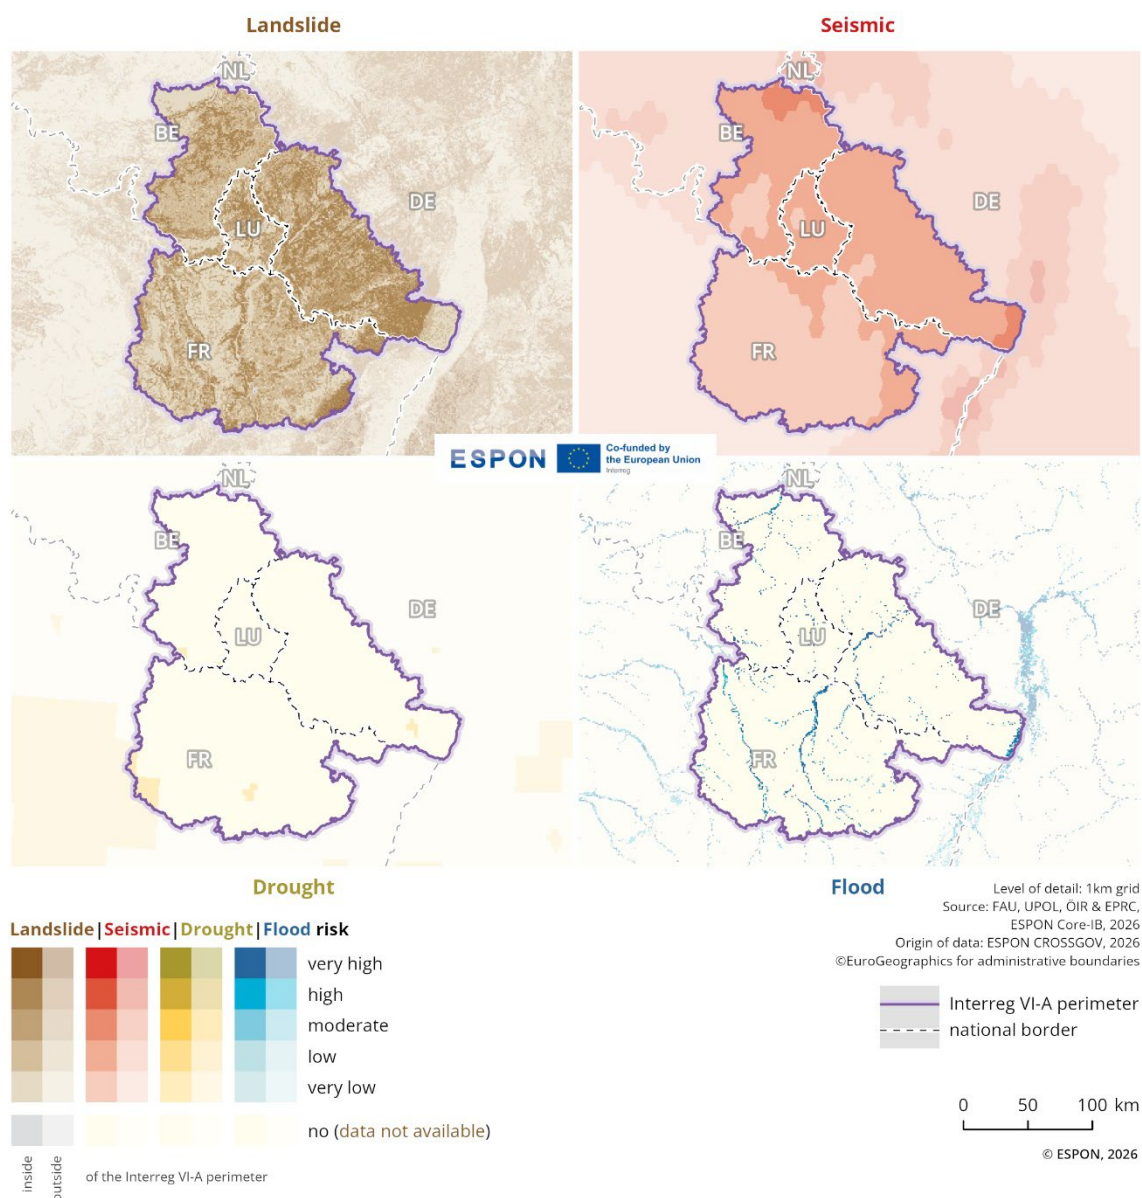 Landslide
Seismic
NL
BE
DE
LU
FR
NL
BE
DE
LU
FR
ESPON
Co-funded by
the European Union
Interreg
NL
BE
DE
LU
FR
NL
BE
DE
LU
FR
Drought
Flood
Level of detail: 1km grid
Source: FAU, UPOL, ÖIR & EPRC,
ESPON Core-IB, 2026
Origin of data: ESPON CROSSGOV, 2026
©EuroGeographics for administrative boundaries
Landslide|Seismic|Drought|Flood risk
very high
high
moderate
low
very low
no (data not available)
inside
outside
of the Interreg VI-A perimeter
Interreg VI-A perimeter
national border
0 50 100 km
© ESPON, 2026